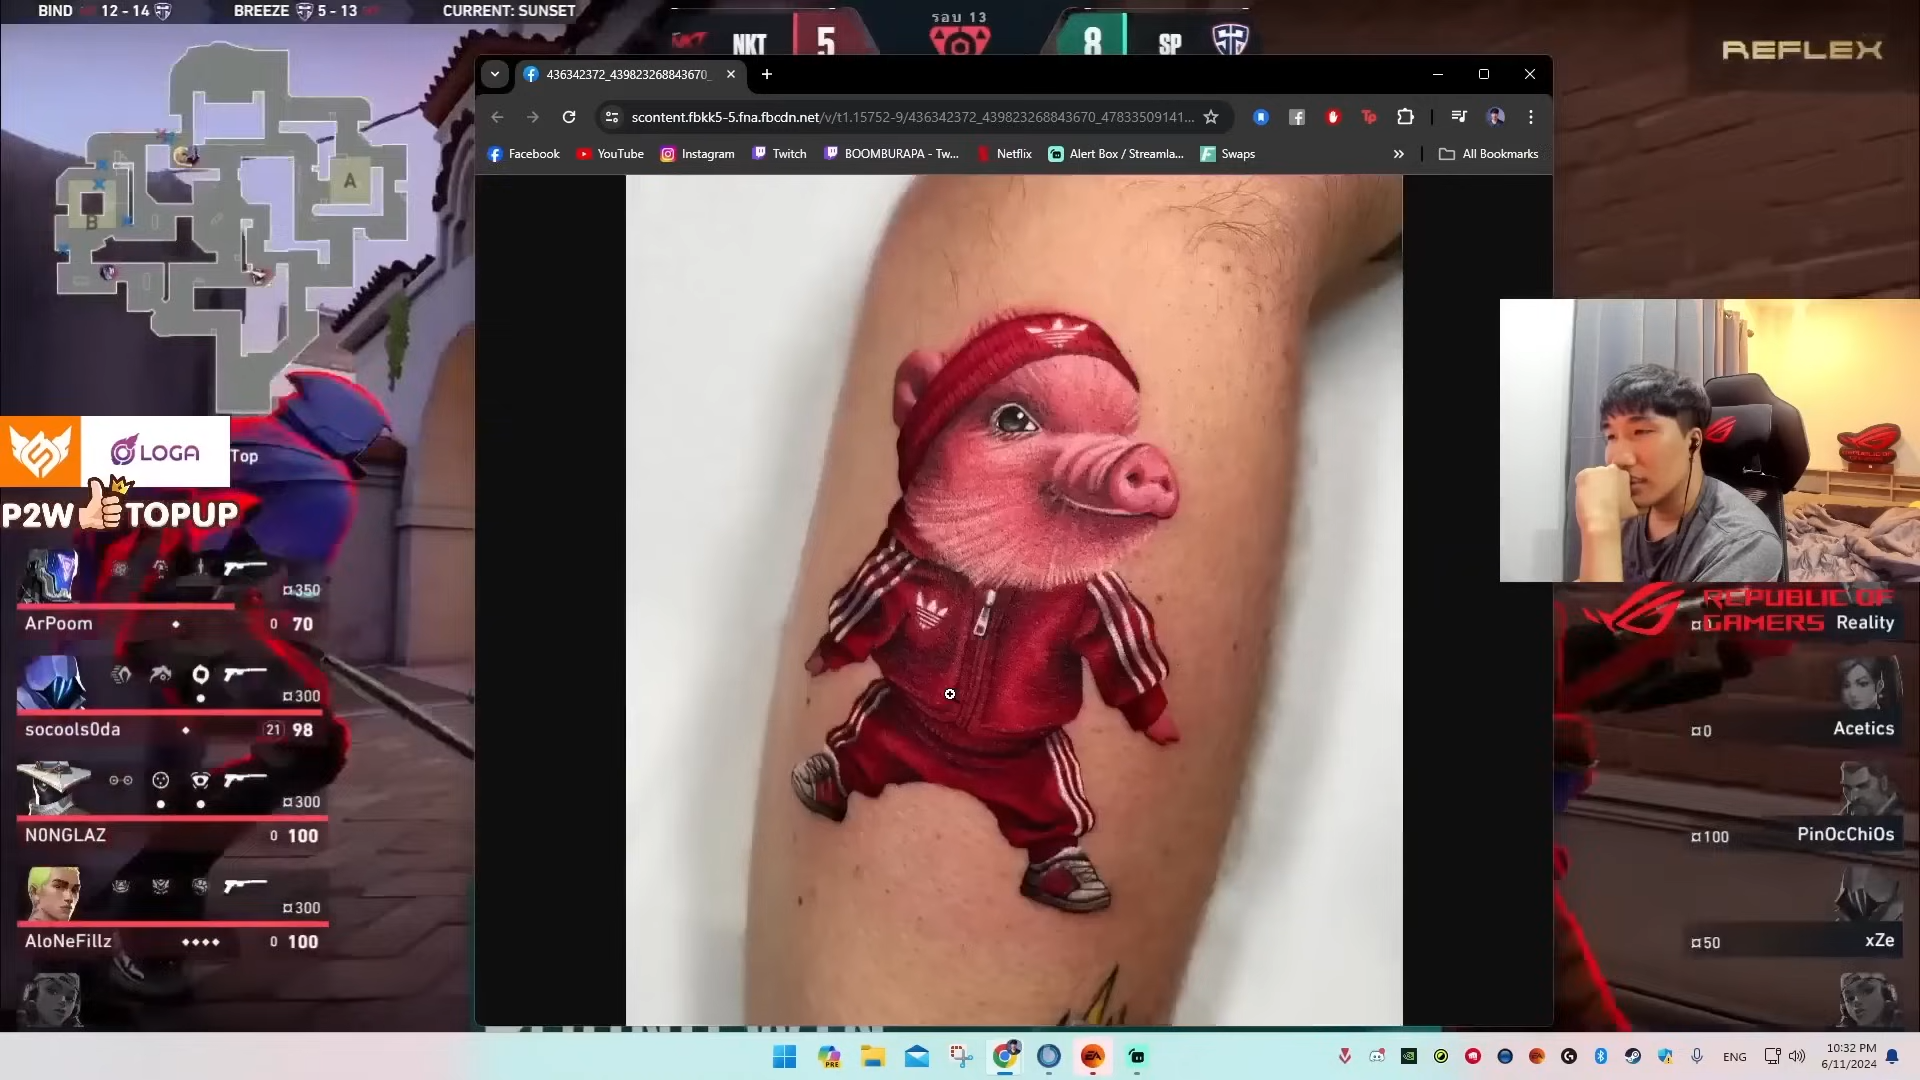 BIND 12 - 14
BREEZE 5 - 13
CURRENT: SUNSET
NKT 5
รอบ 13
8 SP
REFLEX
436342372_439823268843670_
scontent.fbkk5-5.fna.fbcdn.net/v/t1.15752-9/436342372_439823268843670_47833509141...
Facebook
YouTube
Instagram
Twitch
BOOMBURAPA - Tw...
Netflix
Alert Box / Streamla...
Swaps
All Bookmarks
A
B
LOGA
Top
P2W TOPUP
350
ArPoom 0 70
300
socools0da 21 98
300
N0NGLAZ 0 100
300
AloNeFillz 0 100
REPUBLIC OF
GAMERS
Reality
0
Acetics
100
PinOcChiOs
50
xZe
PRE
EA
ENG
10:32 PM
6/11/2024